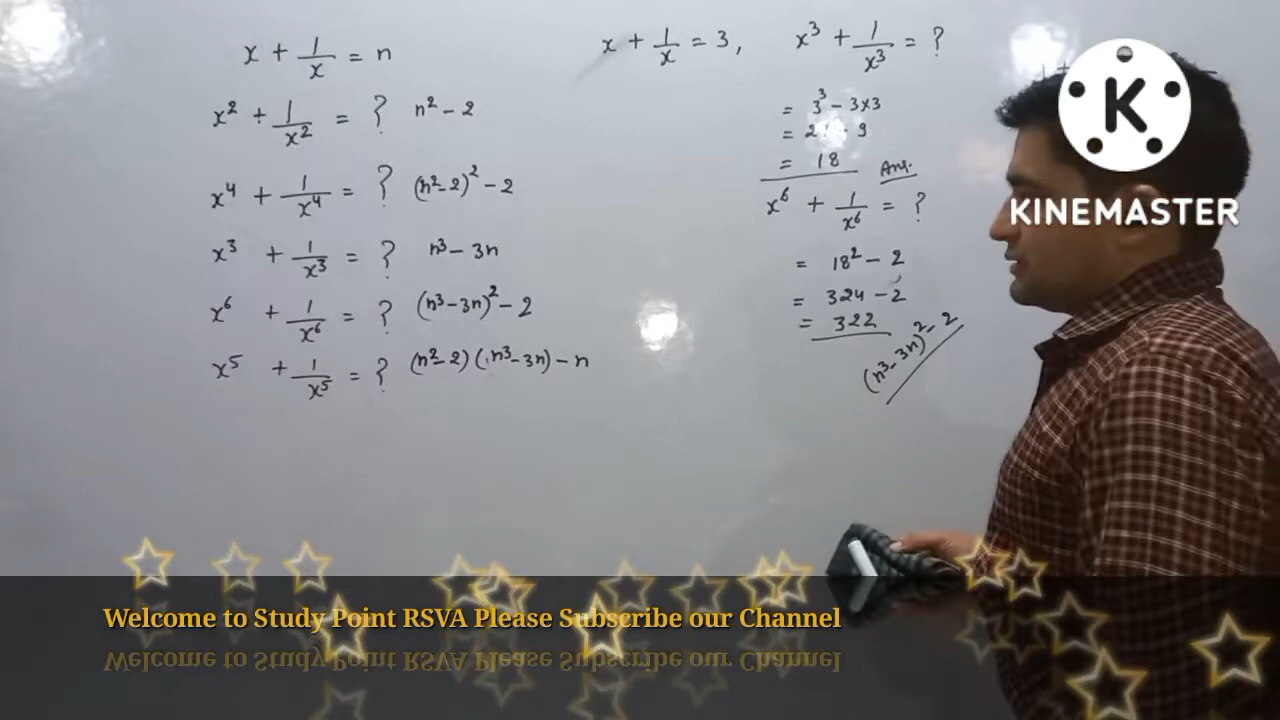 x + 1/x = n
x² + 1/x² = ? n² - 2
x⁴ + 1/x⁴ = ? (n²-2)² - 2
x³ + 1/x³ = ? n³ - 3n
x⁶ + 1/x⁶ = ? (n³-3n)² - 2
x⁵ + 1/x⁵ = ? (n²-2)(n³-3n) - n
x + 1/x = 3, x³ + 1/x³ = ?
= 3³ - 3×3
= 2 - 9
= 18 Ans.
x⁶ + 1/x⁶ = ?
= 18² - 2
= 324 - 2
= 322
(n³-3n)² - 2
K
KINEMASTER
Welcome to Study Point RSVA Please Subscribe our Channel